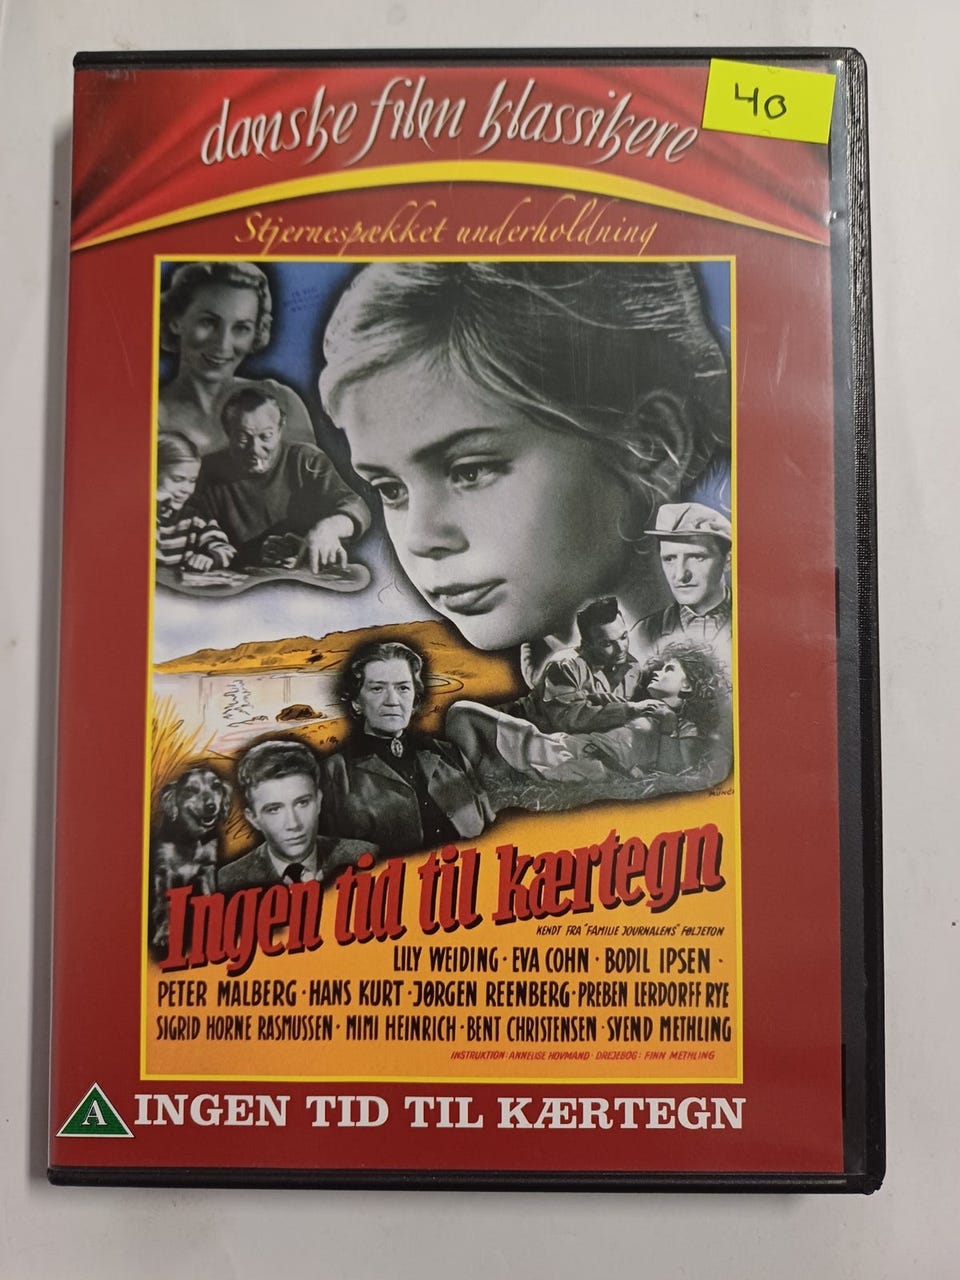 danske film klassikere
40
Stjernespækket underholdning
Ingen tid til kærtegn
KENDT FRA "FAMILIE JOURNALENS" FØLJETON
LILY WEIDING · EVA COHN · BODIL IPSEN ·
PETER MALBERG · HANS KURT · JØRGEN REENBERG · PREBEN LERDORFF RYE
SIGRID HORNE RASMUSSEN · MIMI HEINRICH · BENT CHRISTENSEN · SVEND METHLING
INSTRUKTION: ANNELISE HOVMAND · DREJEBOG: FINN METHLING
A INGEN TID TIL KÆRTEGN